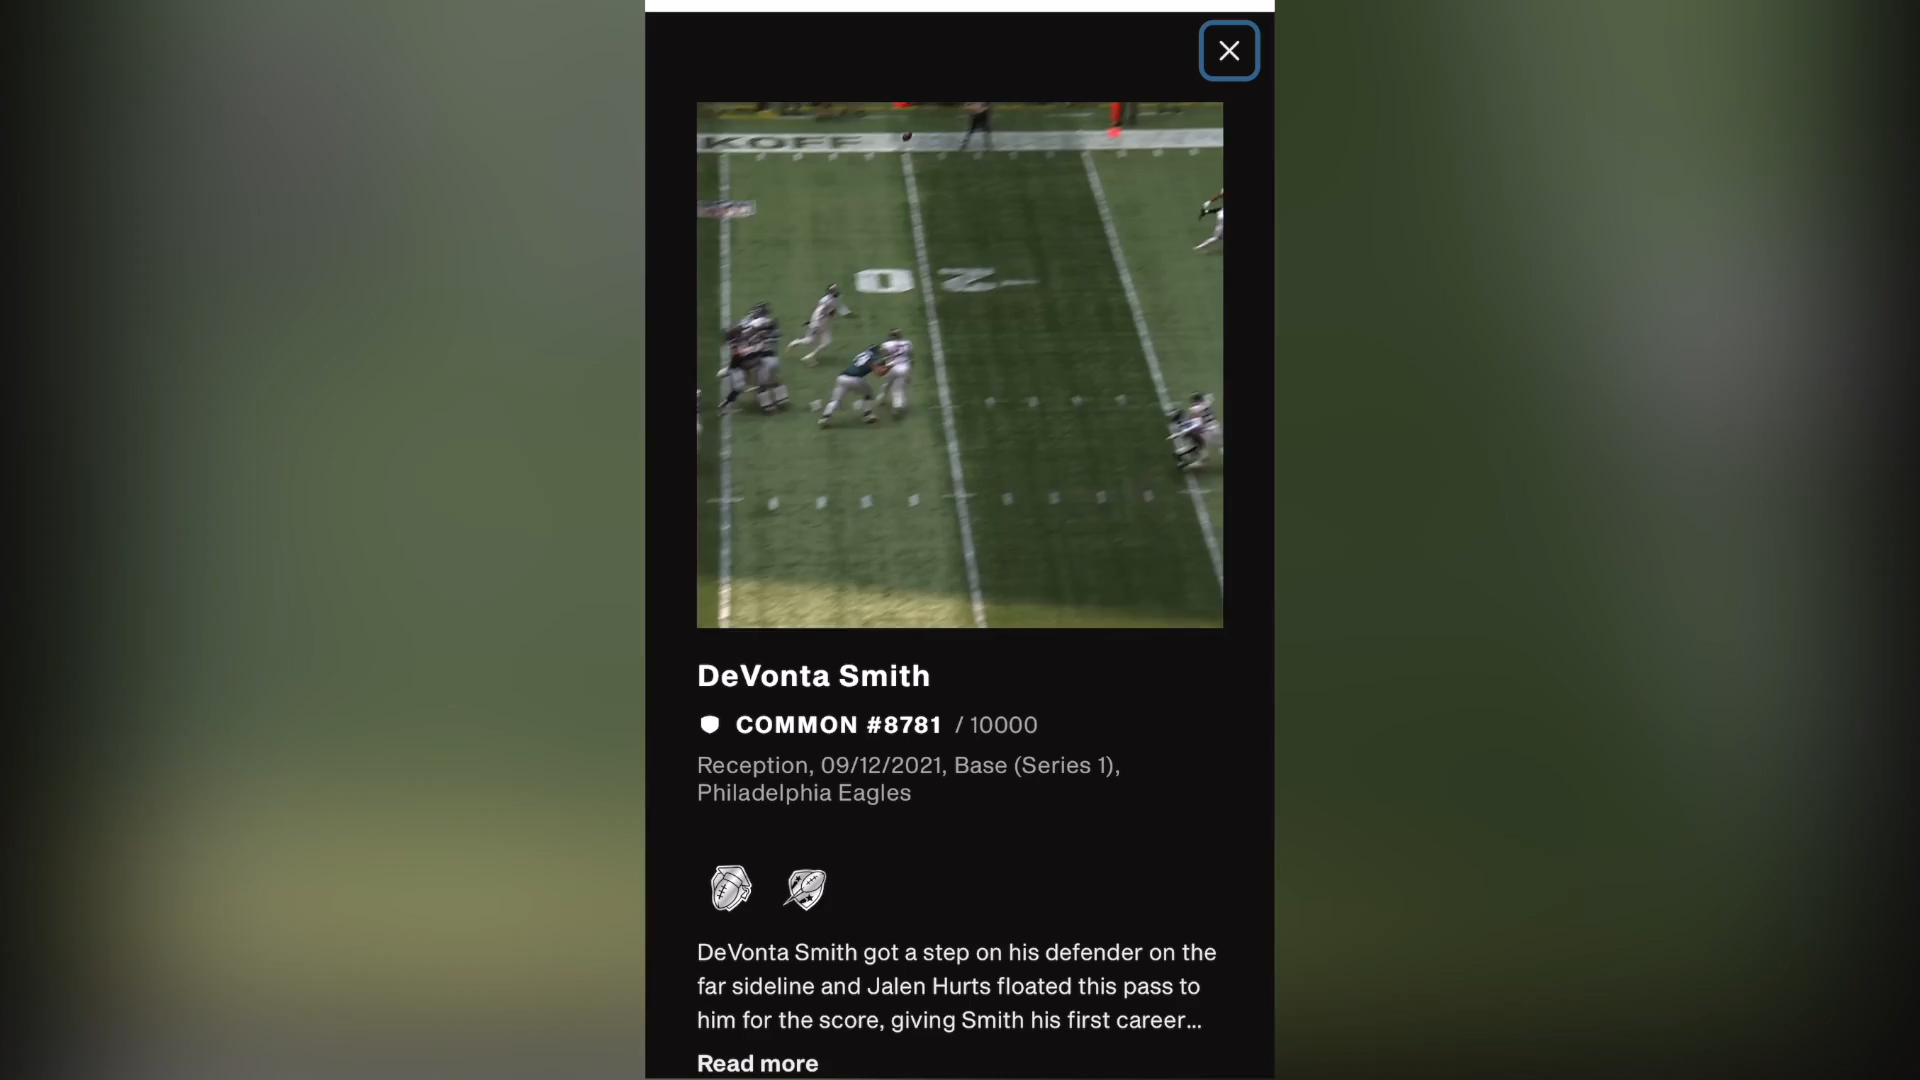 KOFF
20
DeVonta Smith
COMMON #8781 / 10000
Reception, 09/12/2021, Base (Series 1),
Philadelphia Eagles
DeVonta Smith got a step on his defender on the
far sideline and Jalen Hurts floated this pass to
him for the score, giving Smith his first career...
Read more